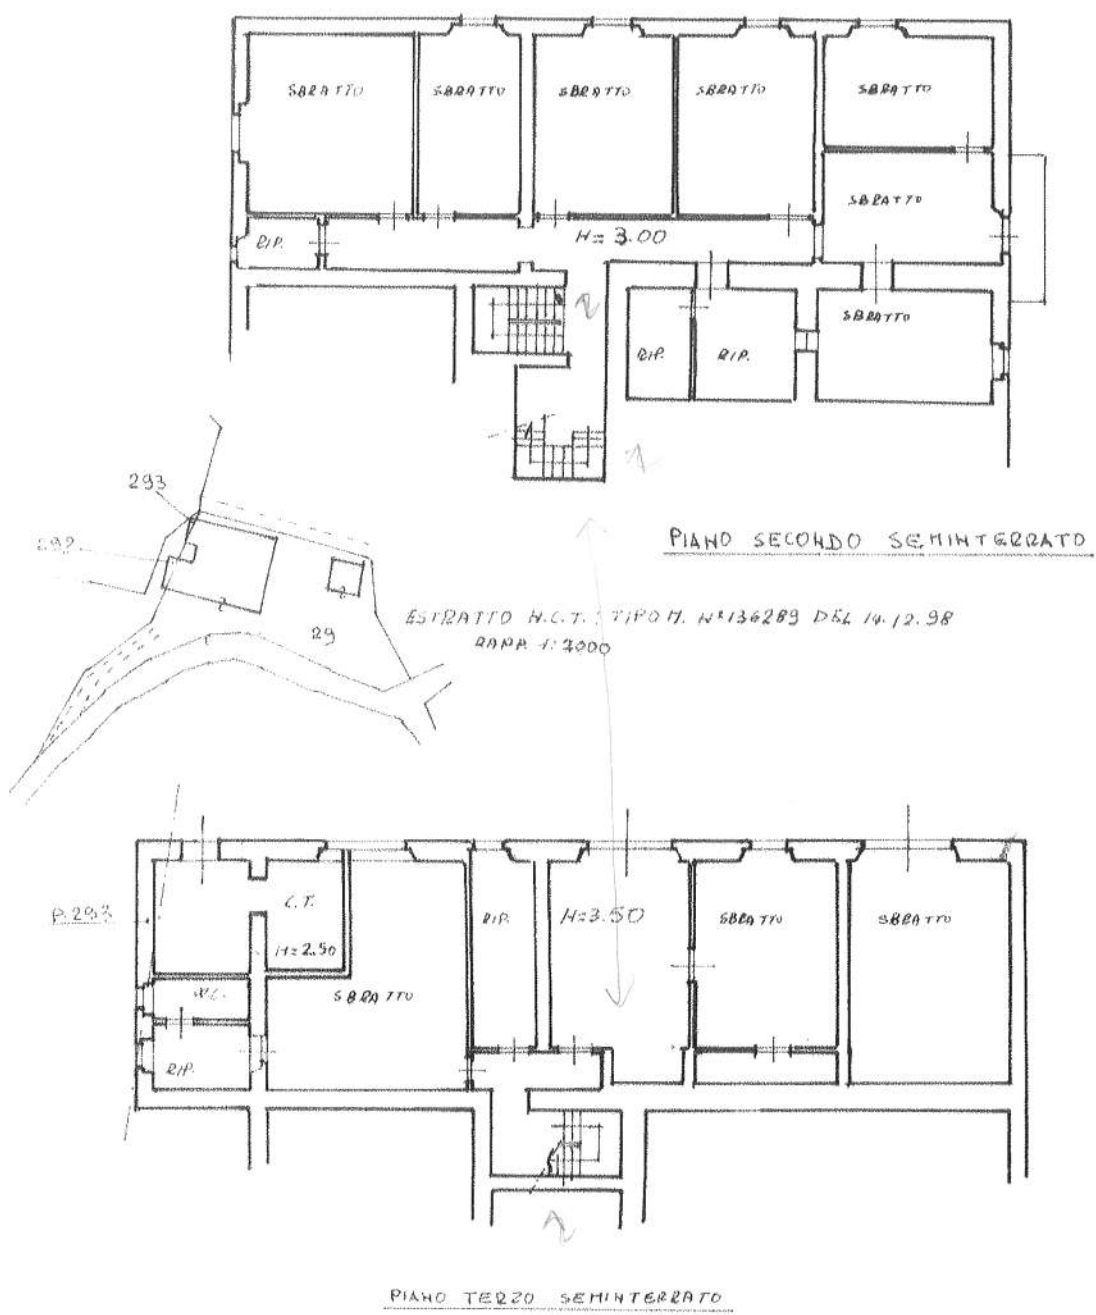 SBRATTO SBRATTO SBRATTO SBRATTO SBRATTO
SBRATTO
RIP. H=3.00
SBRATTO
RIP. RIP.
PIANO SECONDO SEMINTERRATO
293
292
29
ESTRATTO N.C.T. TIPO M. N°136289 DEL 14.12.98
1:2000
P.293
C.T.
H=2.50
RIP.
H=3.50
SBRATTO
SBRATTO
SBRATTO
W.C.
RIP.
PIANO TERZO SEMINTERRATO